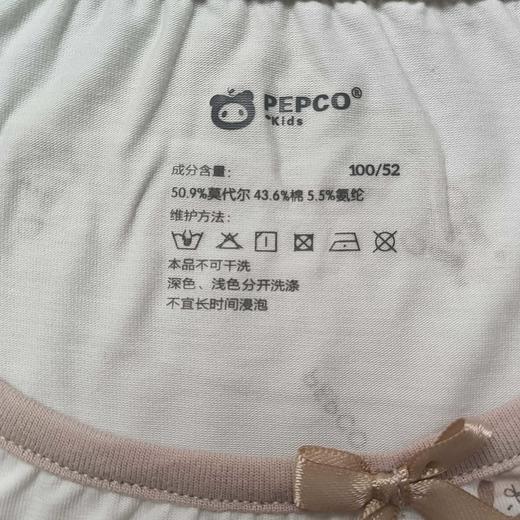 PEPCO®
Kids
成分含量: 100/52
50.9%莫代尔 43.6%棉 5.5%氨纶
维护方法:
本品不可干洗
深色、浅色分开洗涤
不宜长时间浸泡
PEPCO